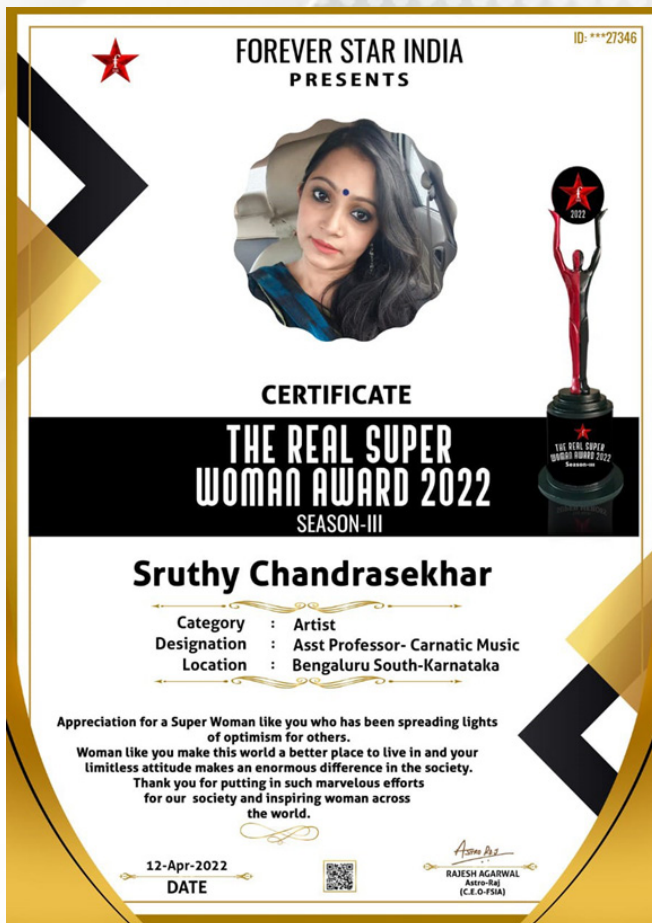 FOREVER STAR INDIA
PRESENTS
ID: ***27346
2022
CERTIFICATE
THE REAL SUPER
WOMAN AWARD 2022
SEASON-III
THE REAL SUPER
WOMAN AWARD 2022
Season-III
Sruthy Chandrasekhar
Category : Artist
Designation : Asst Professor- Carnatic Music
Location : Bengaluru South-Karnataka
Appreciation for a Super Woman like you who has been spreading lights
of optimism for others.
Woman like you make this world a better place to live in and your
limitless attitude makes an enormous difference in the society.
Thank you for putting in such marvelous efforts
for our society and inspiring woman across
the world.
12-Apr-2022
DATE
Astro Raj
RAJESH AGARWAL
Astro-Raj
(C.E.O-FSIA)